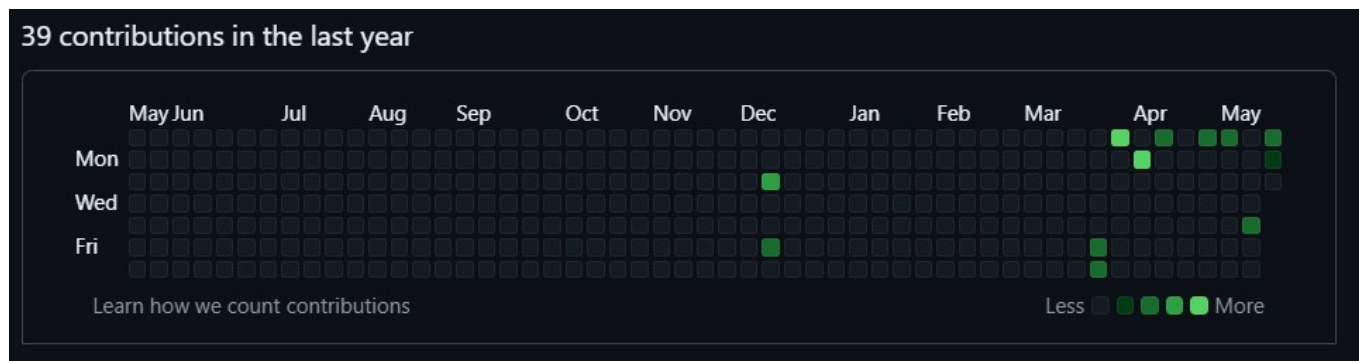 39 contributions in the last year
May Jun Jul Aug Sep Oct Nov Dec Jan Feb Mar Apr May
Mon
Wed
Fri
Learn how we count contributions
Less More